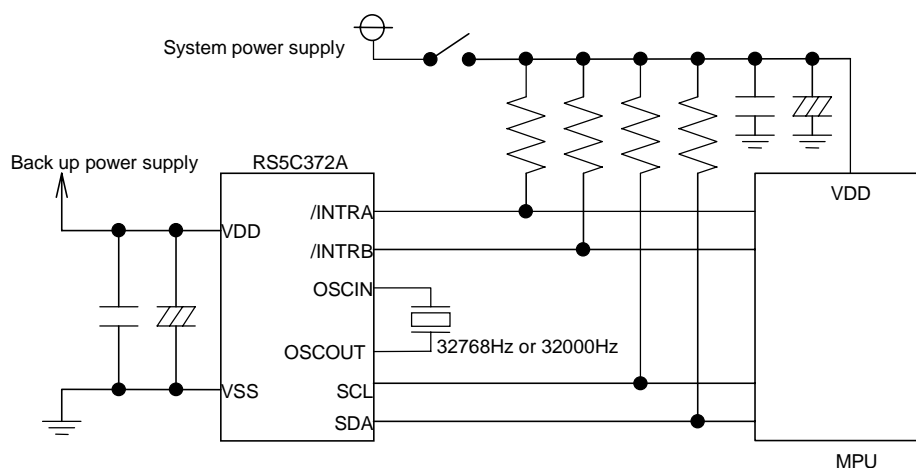 System power supply
Back up power supply
RS5C372A
VDD
/INTRA
VDD
/INTRB
OSCIN
32768Hz or 32000Hz
OSCOUT
VSS
SCL
SDA
MPU